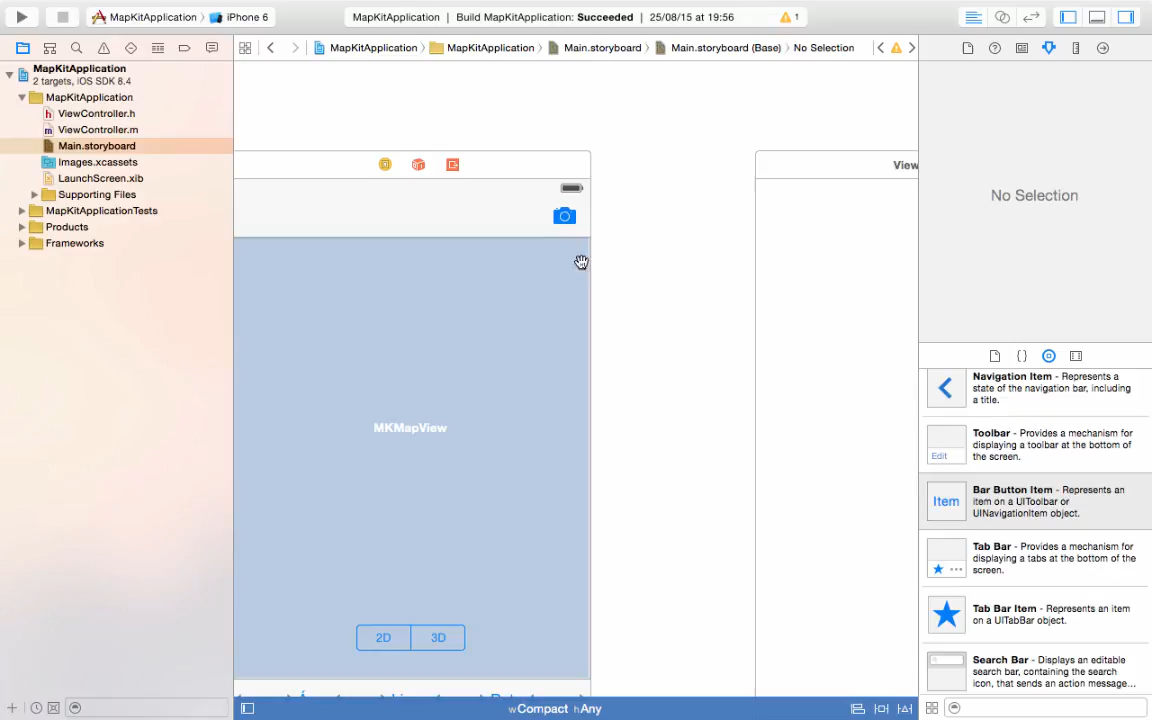 MapKitApplication
iPhone 6
MapKitApplication | Build MapKitApplication: Succeeded | 25/08/15 at 19:56
1
MapKitApplication
MapKitApplication
Main.storyboard
Main.storyboard (Base)
No Selection
MapKitApplication
2 targets, iOS SDK 8.4
MapKitApplication
h ViewController.h
m ViewController.m
Main.storyboard
Images.xcassets
LaunchScreen.xib
Supporting Files
MapKitApplicationTests
Products
Frameworks
View
MKMapView
2D
3D
wCompact hAny
No Selection
Navigation Item - Represents a
state of the navigation bar, including
a title.
Edit
Toolbar - Provides a mechanism for
displaying a toolbar at the bottom of
the screen.
Item
Bar Button Item - Represents an
item on a UIToolbar or
UINavigationItem object.
Tab Bar - Provides a mechanism for
displaying a tabs at the bottom of the
screen.
Tab Bar Item - Represents an item
on a UITabBar object.
Search Bar - Displays an editable
search bar, containing the search
icon, that sends an action message...